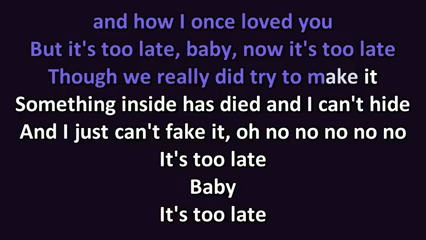 and how I once loved you
But it's too late, baby, now it's too late
Though we really did try to make it
Something inside has died and I can't hide
And I just can't fake it, oh no no no no no
It's too late
Baby
It's too late